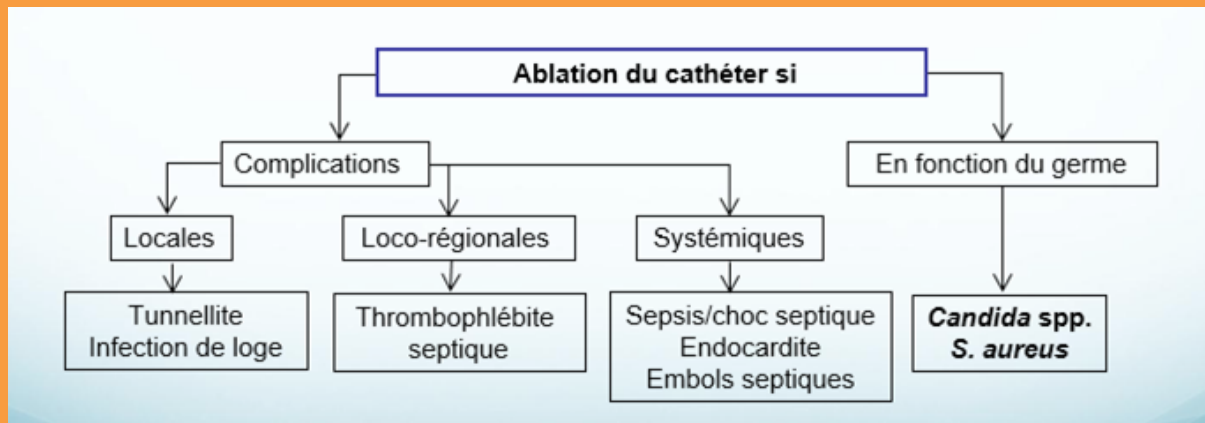 Ablation du cathéter si
Complications
En fonction du germe
Locales
Loco-régionales
Systémiques
Tunnellite
Infection de loge
Thrombophlébite
septique
Sepsis/choc septique
Endocardite
Embols septiques
Candida spp.
S. aureus